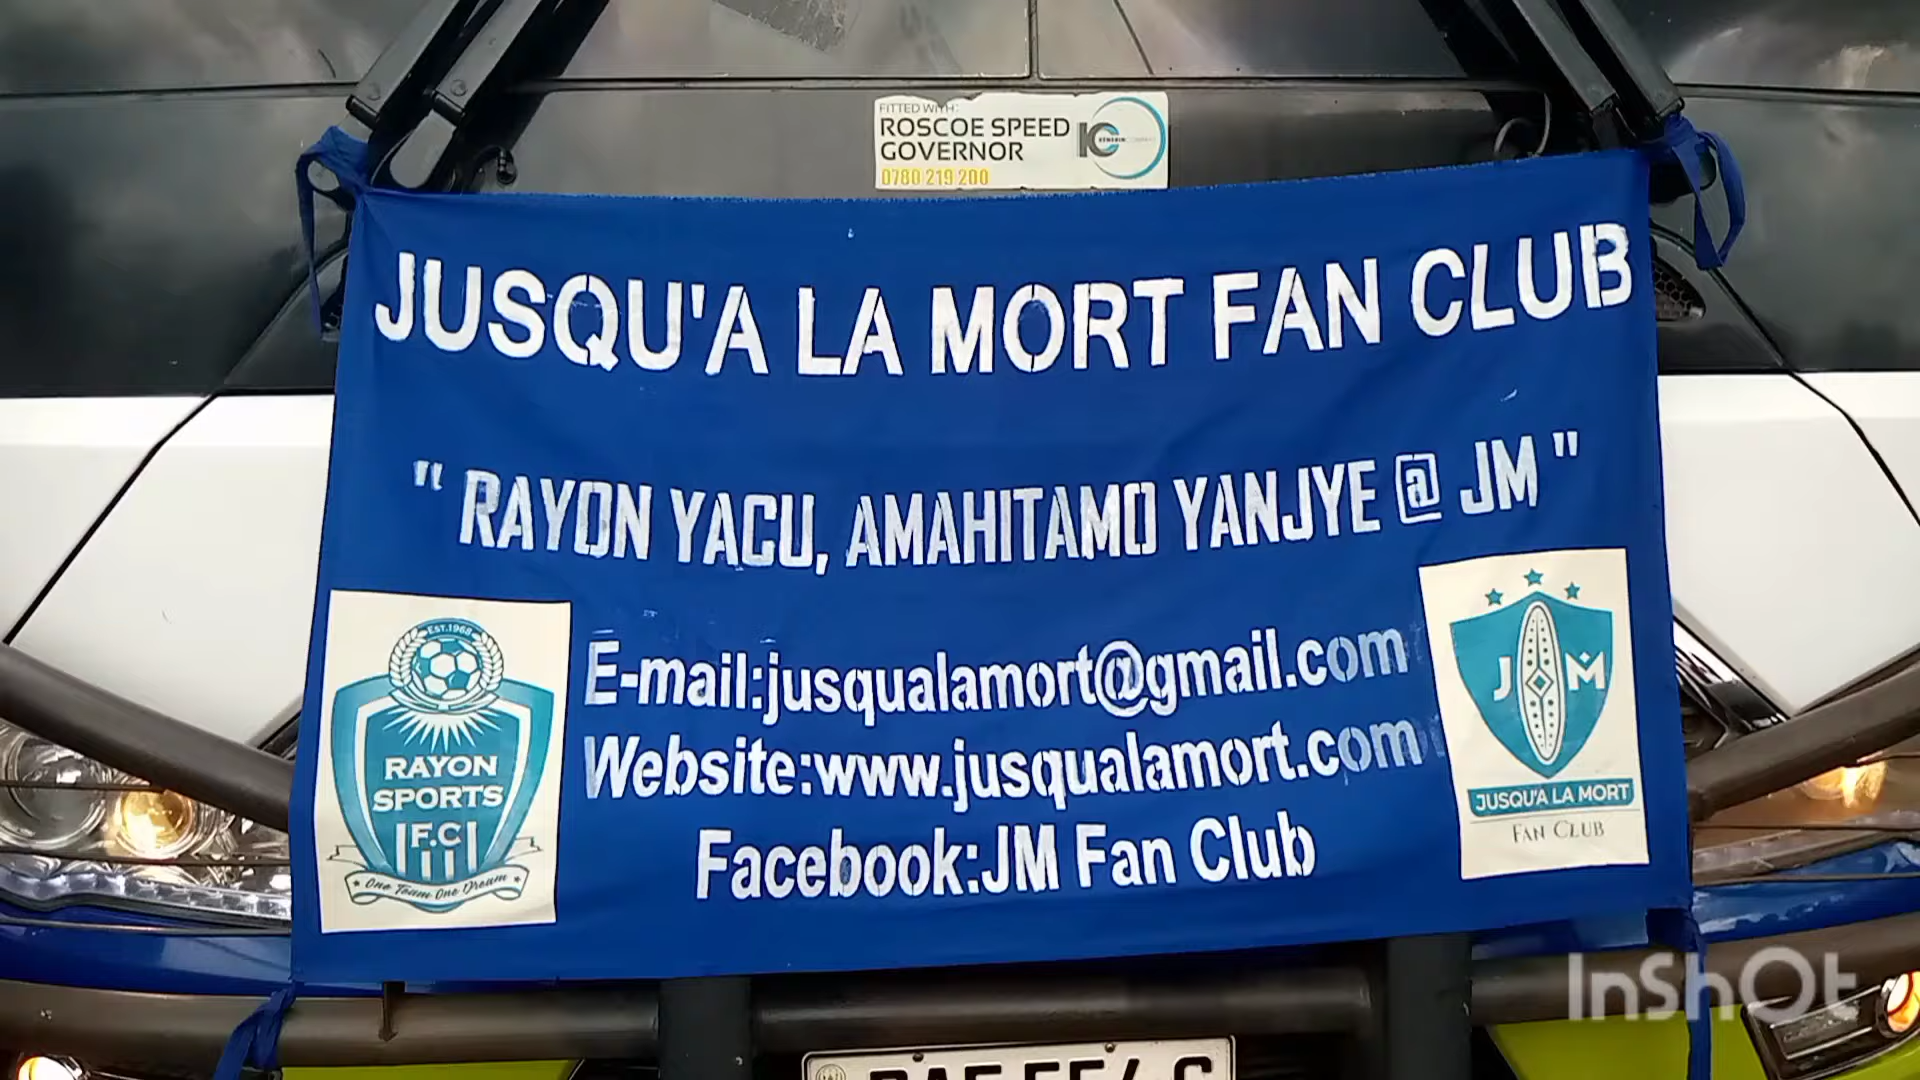 FITTED WITH:
ROSCOE SPEED
GOVERNOR
0780 219 200
JUSQU'A LA MORT FAN CLUB
" RAYON YACU, AMAHITAMO YANJYE @ JM "
EST.1968
RAYON
SPORTS
F.C
One Team One Dream
E-mail:jusqualamort@gmail.com
Website:www.jusqualamort.com
Facebook:JM Fan Club
JM
JUSQU'A LA MORT
FAN CLUB
InShOt